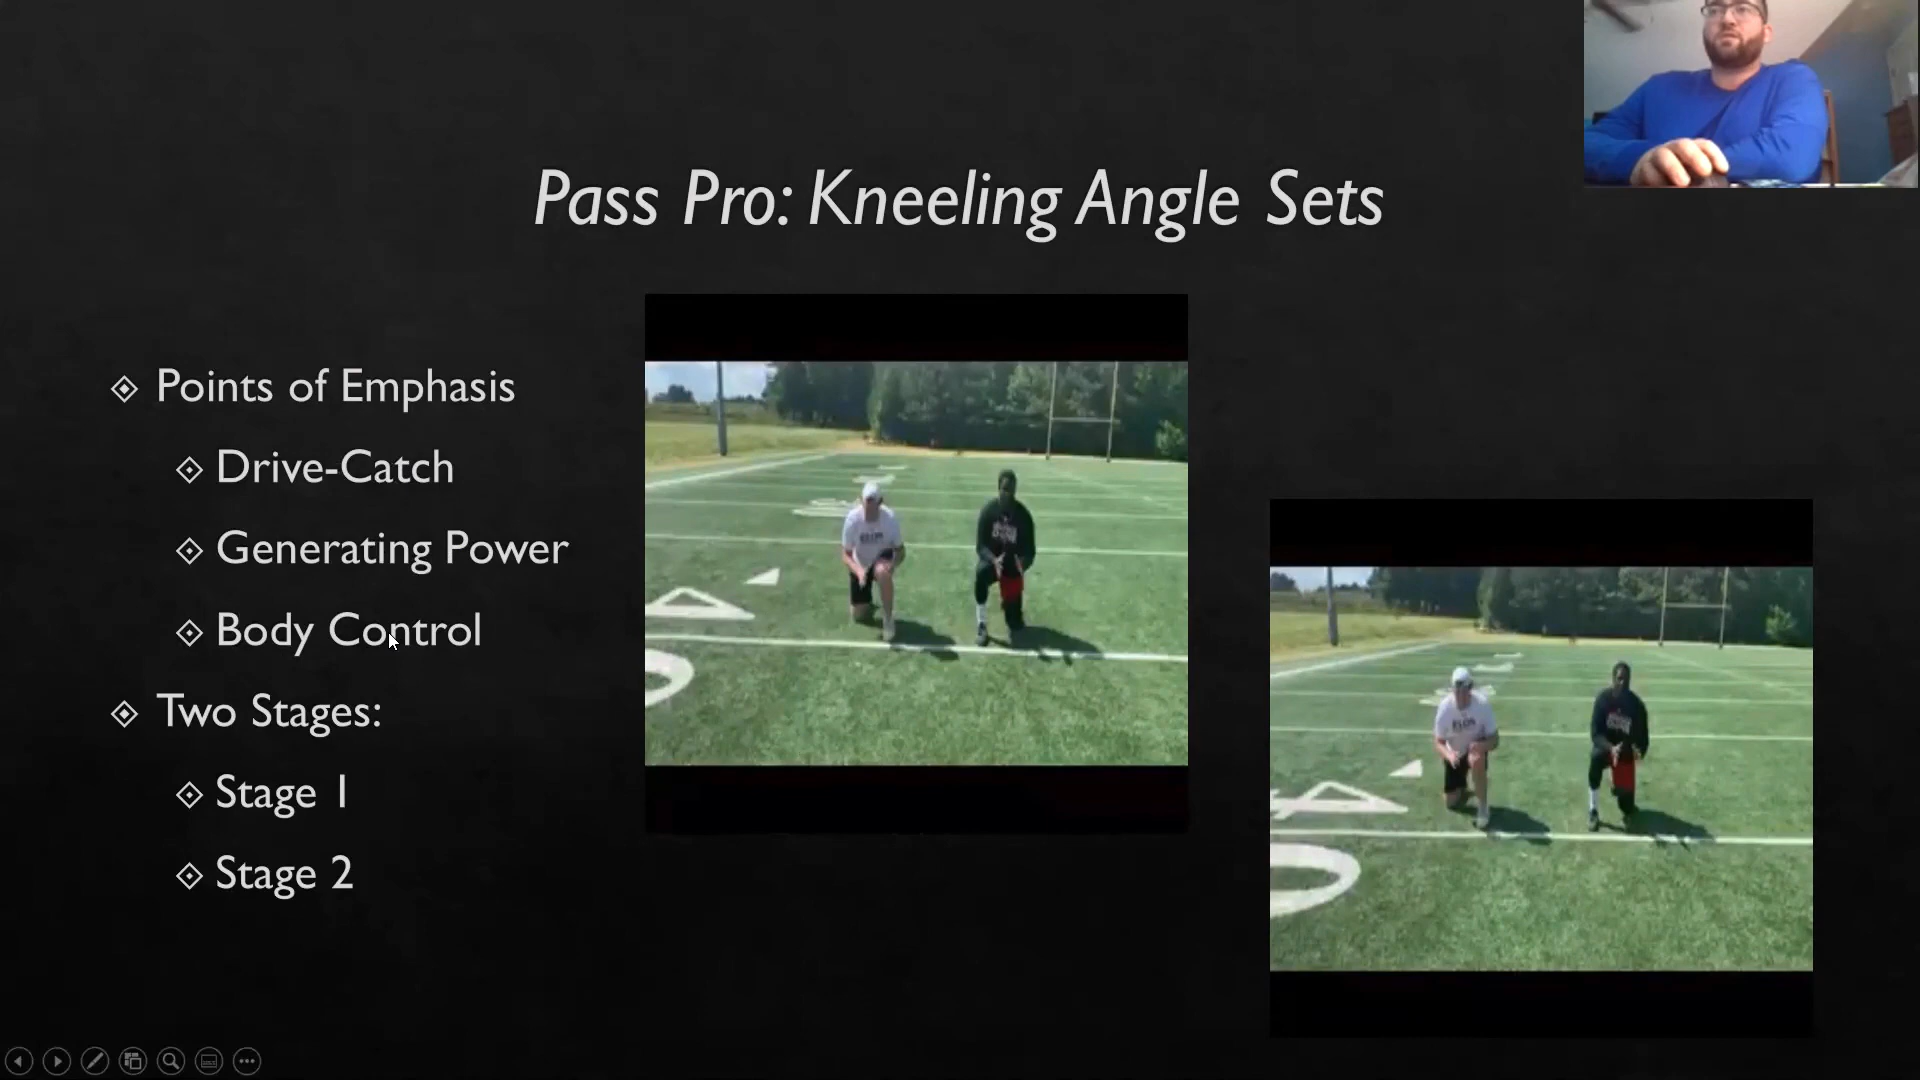 Pass Pro: Kneeling Angle Sets
Points of Emphasis
Drive-Catch
Generating Power
Body Control
Two Stages:
Stage 1
Stage 2
ELON